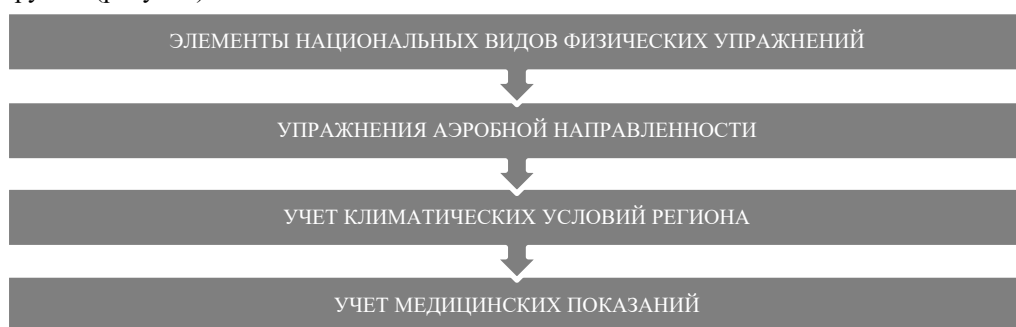 ЭЛЕМЕНТЫ НАЦИОНАЛЬНЫХ ВИДОВ ФИЗИЧЕСКИХ УПРАЖНЕНИЙ
УПРАЖНЕНИЯ АЭРОБНОЙ НАПРАВЛЕННОСТИ
УЧЕТ КЛИМАТИЧЕСКИХ УСЛОВИЙ РЕГИОНА
УЧЕТ МЕДИЦИНСКИХ ПОКАЗАНИЙ